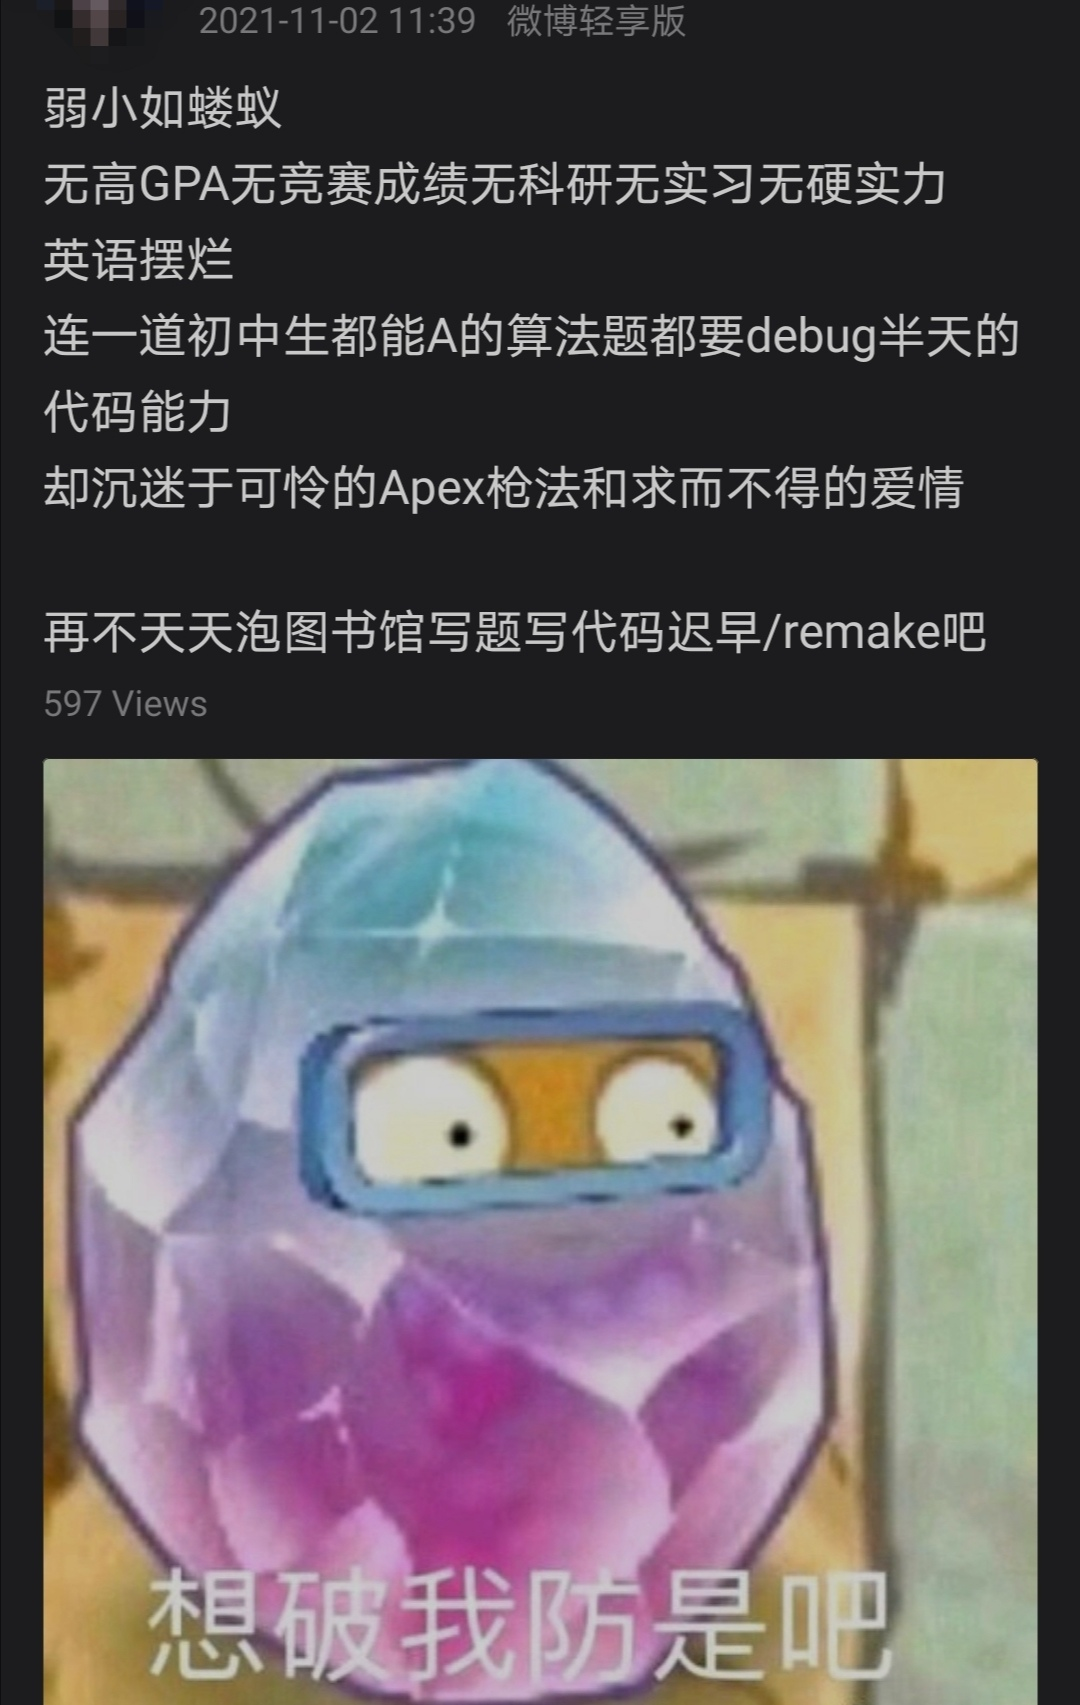 2021-11-02 11:39 微博轻享版
弱小如蝼蚁
无高GPA无竞赛成绩无科研无实习无硬实力
英语摆烂
连一道初中生都能A的算法题都要debug半天的
代码能力
却沉迷于可怜的Apex枪法和求而不得的爱情
再不天天泡图书馆写题写代码迟早/remake吧
597 Views
想破我防是吧